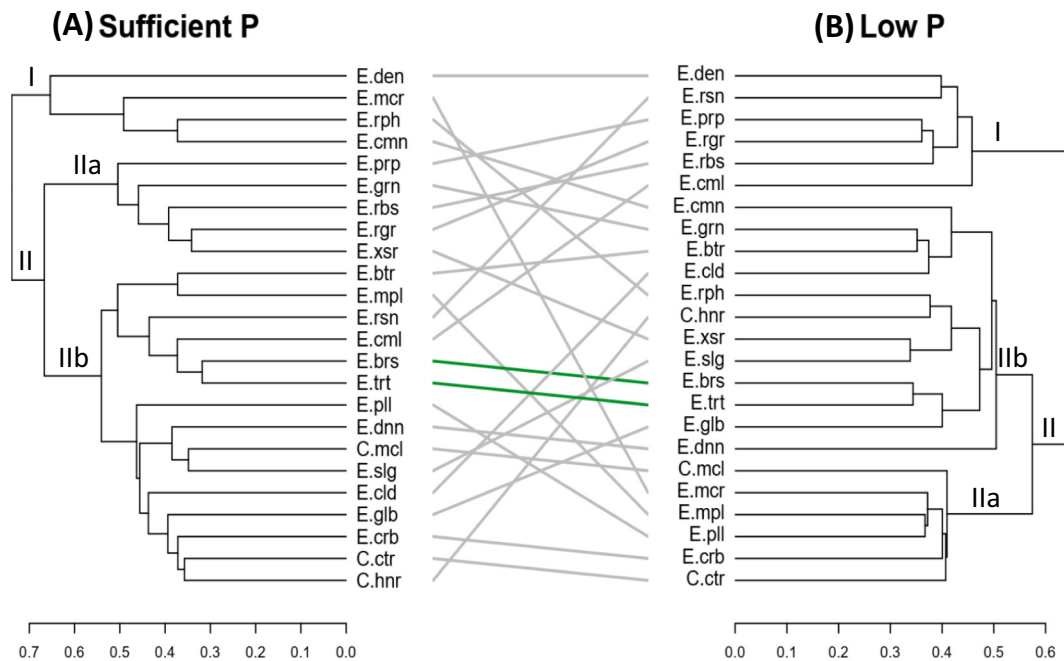 (A) Sufficient P
(B) Low P
I
IIa
II
IIb
E.den
E.mcr
E.rph
E.cmn
E.prp
E.grn
E.rbs
E.rgr
E.xsr
E.btr
E.mpl
E.rsn
E.cml
E.brs
E.trt
E.pll
E.dnn
C.mcl
E.slg
E.cld
E.glb
E.crb
C.ctr
C.hnr
0.7 0.6 0.5 0.4 0.3 0.2 0.1 0.0
E.den
E.rsn
E.prp
E.rgr
E.rbs
E.cml
E.cmn
E.grn
E.btr
E.cld
E.rph
C.hnr
E.xsr
E.slg
E.brs
E.trt
E.glb
E.dnn
C.mcl
E.mcr
E.mpl
E.pll
E.crb
C.ctr
I
IIb
II
IIa
0.0 0.1 0.2 0.3 0.4 0.5 0.6